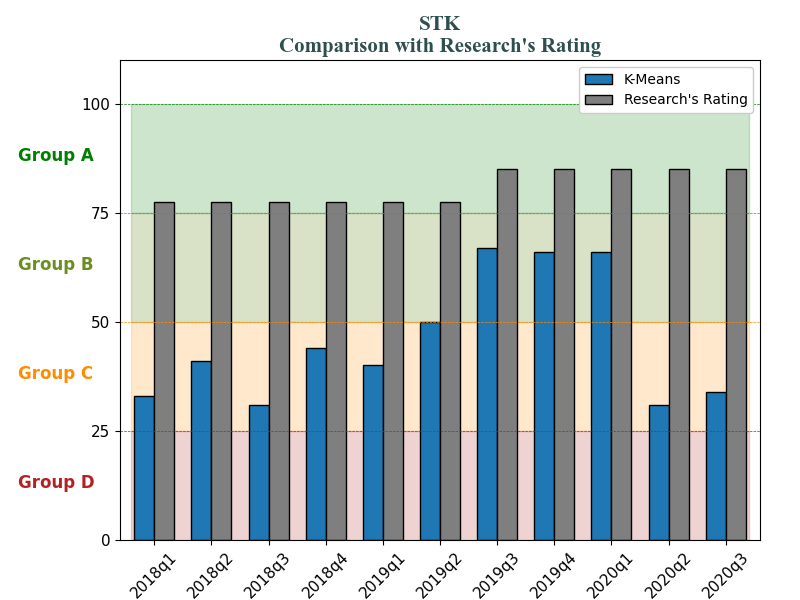 STK
Comparison with Research's Rating
K-Means
Research's Rating
100
Group A
75
Group B
50
Group C
25
Group D
0
2018q1
2018q2
2018q3
2018q4
2019q1
2019q2
2019q3
2019q4
2020q1
2020q2
2020q3